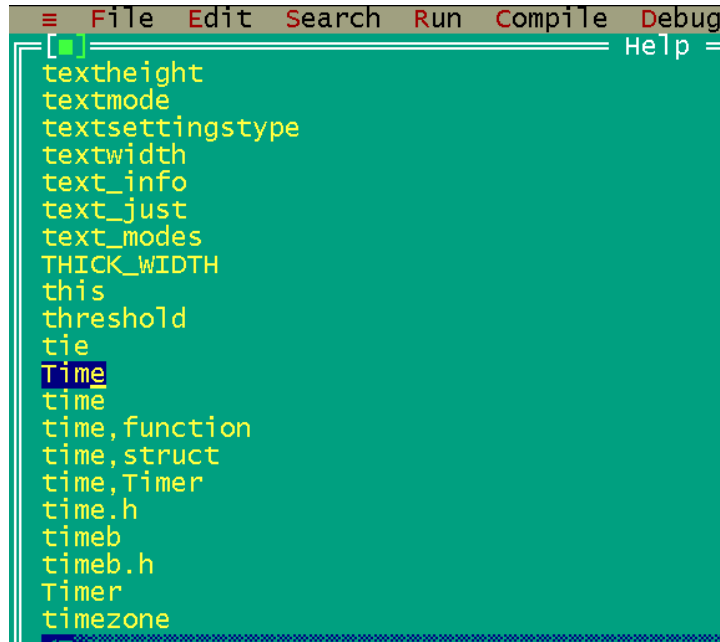 ≡ File Edit Search Run Compile Debug
[■] Help
textheight
textmode
textsettingstype
textwidth
text_info
text_just
text_modes
THICK_WIDTH
this
threshold
tie
Time
time
time,function
time,struct
time,Timer
time.h
timeb
timeb.h
Timer
timezone